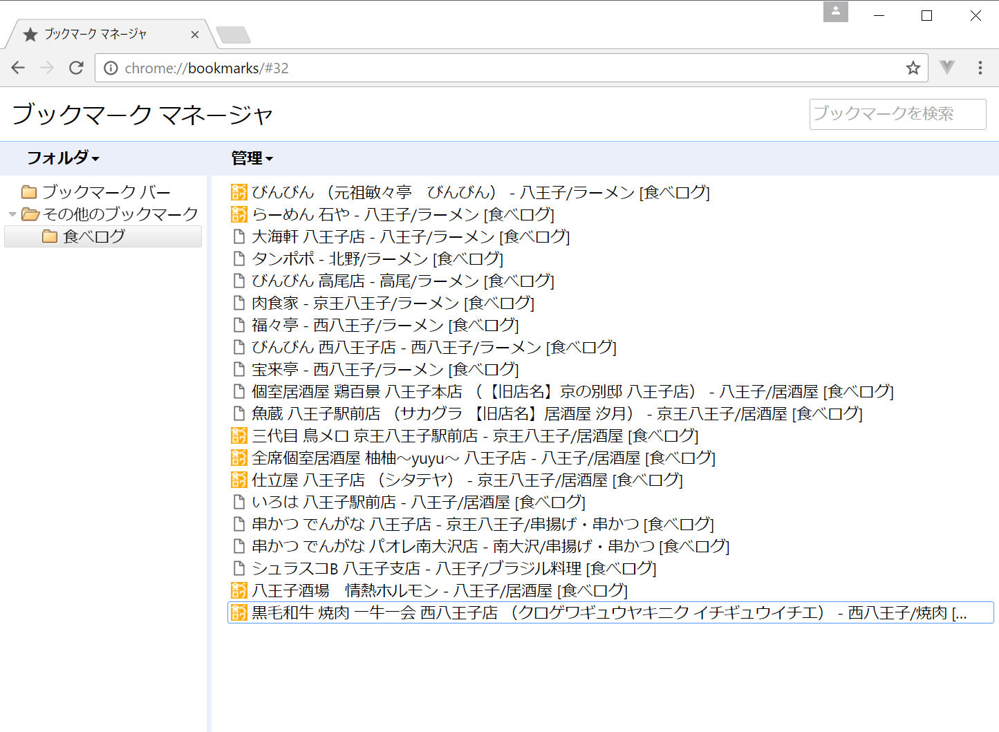 ブックマーク マネージャ
chrome://bookmarks/#32
ブックマーク マネージャ
ブックマークを検索
フォルダ
管理
ブックマーク バー
その他のブックマーク
食べログ
びんびん （元祖敏々亭　びんびん） - 八王子/ラーメン [食べログ]
らーめん 石や - 八王子/ラーメン [食べログ]
大海軒 八王子店 - 八王子/ラーメン [食べログ]
タンポポ - 北野/ラーメン [食べログ]
びんびん 高尾店 - 高尾/ラーメン [食べログ]
肉食家 - 京王八王子/ラーメン [食べログ]
福々亭 - 西八王子/ラーメン [食べログ]
びんびん 西八王子店 - 西八王子/ラーメン [食べログ]
宝来亭 - 西八王子/ラーメン [食べログ]
個室居酒屋 鶏百景 八王子本店 （【旧店名】京の別邸 八王子店） - 八王子/居酒屋 [食べログ]
魚蔵 八王子駅前店 （サカグラ 【旧店名】居酒屋 汐月） - 京王八王子/居酒屋 [食べログ]
三代目 鳥メロ 京王八王子駅前店 - 京王八王子/居酒屋 [食べログ]
全席個室居酒屋 柚柚～yuyu～ 八王子店 - 八王子/居酒屋 [食べログ]
仕立屋 八王子店 （シタテヤ） - 京王八王子/居酒屋 [食べログ]
いろは 八王子駅前店 - 八王子/居酒屋 [食べログ]
串かつ でんがな 八王子店 - 京王八王子/串揚げ・串かつ [食べログ]
串かつ でんがな パオレ南大沢店 - 南大沢/串揚げ・串かつ [食べログ]
シュラスコB 八王子支店 - 八王子/ブラジル料理 [食べログ]
八王子酒場　情熱ホルモン - 八王子/居酒屋 [食べログ]
黒毛和牛 焼肉 一牛一会 西八王子店 （クロゲワギュウヤキニク イチギュウイチエ） - 西八王子/焼肉 [...